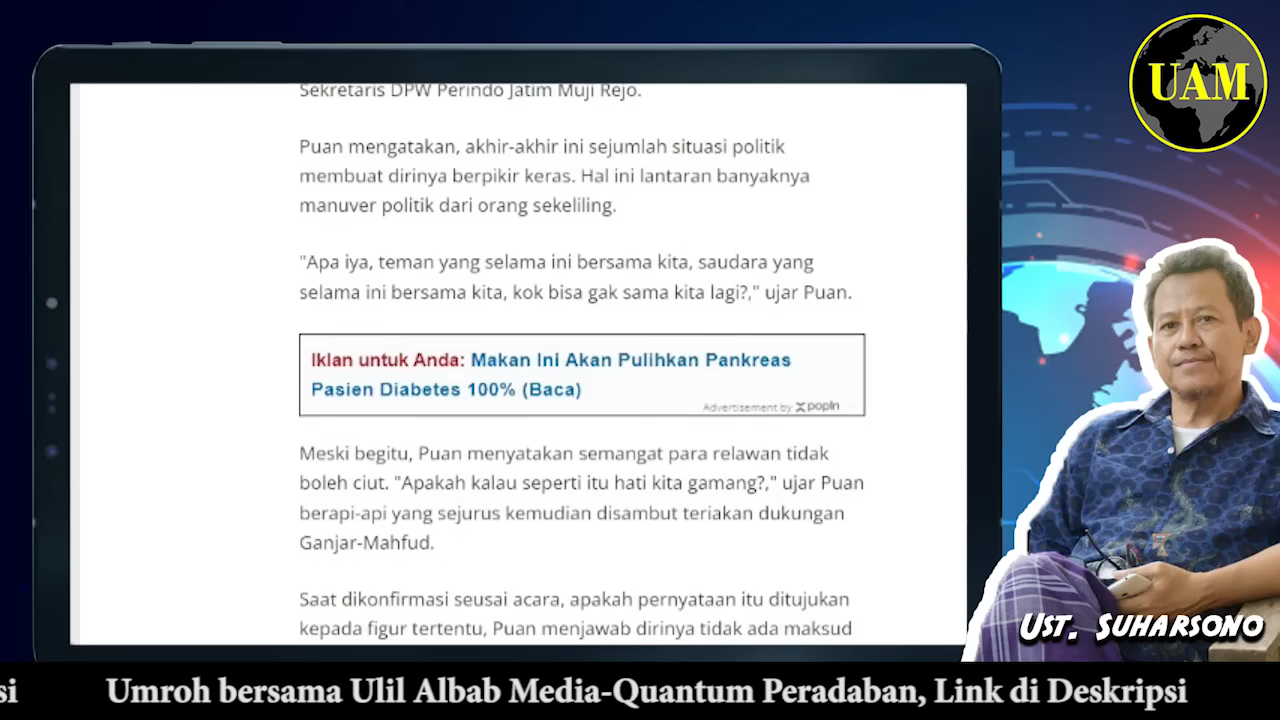 Sekretaris DPW Perindo Jatim Muji Rejo.
Puan mengatakan, akhir-akhir ini sejumlah situasi politik
membuat dirinya berpikir keras. Hal ini lantaran banyaknya
manuver politik dari orang sekeliling.
"Apa iya, teman yang selama ini bersama kita, saudara yang
selama ini bersama kita, kok bisa gak sama kita lagi?," ujar Puan.
Iklan untuk Anda: Makan Ini Akan Pulihkan Pankreas
Pasien Diabetes 100% (Baca)
Advertisement by popIn
Meski begitu, Puan menyatakan semangat para relawan tidak
boleh ciut. "Apakah kalau seperti itu hati kita gamang?," ujar Puan
berapi-api yang sejurus kemudian disambut teriakan dukungan
Ganjar-Mahfud.
Saat dikonfirmasi seusai acara, apakah pernyataan itu ditujukan
kepada figur tertentu, Puan menjawab dirinya tidak ada maksud
UAM
Ust. Suharsono
si Umroh bersama Ulil Albab Media-Quantum Peradaban, Link di Deskripsi